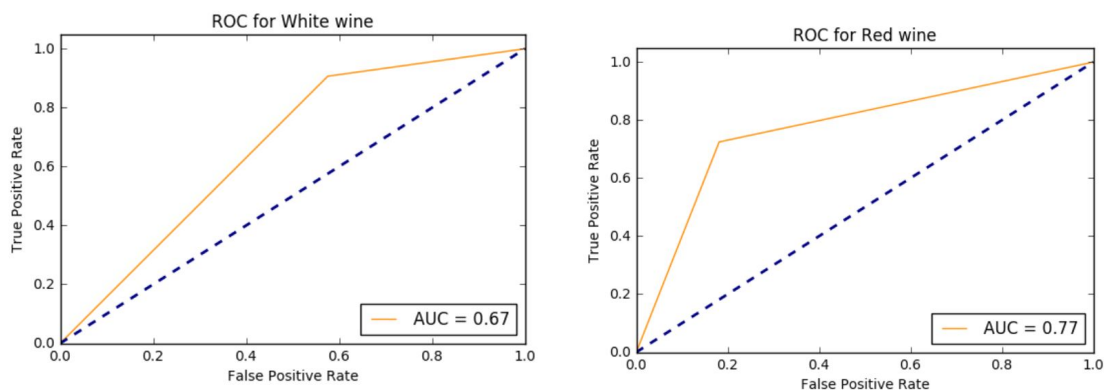 ROC for White wine
1.0
0.8
0.6
0.4
0.2
0.0
True Positive Rate
0.0 0.2 0.4 0.6 0.8 1.0
False Positive Rate
AUC = 0.67
ROC for Red wine
1.0
0.8
0.6
0.4
0.2
0.0
True Positive Rate
0.0 0.2 0.4 0.6 0.8 1.0
False Positive Rate
AUC = 0.77